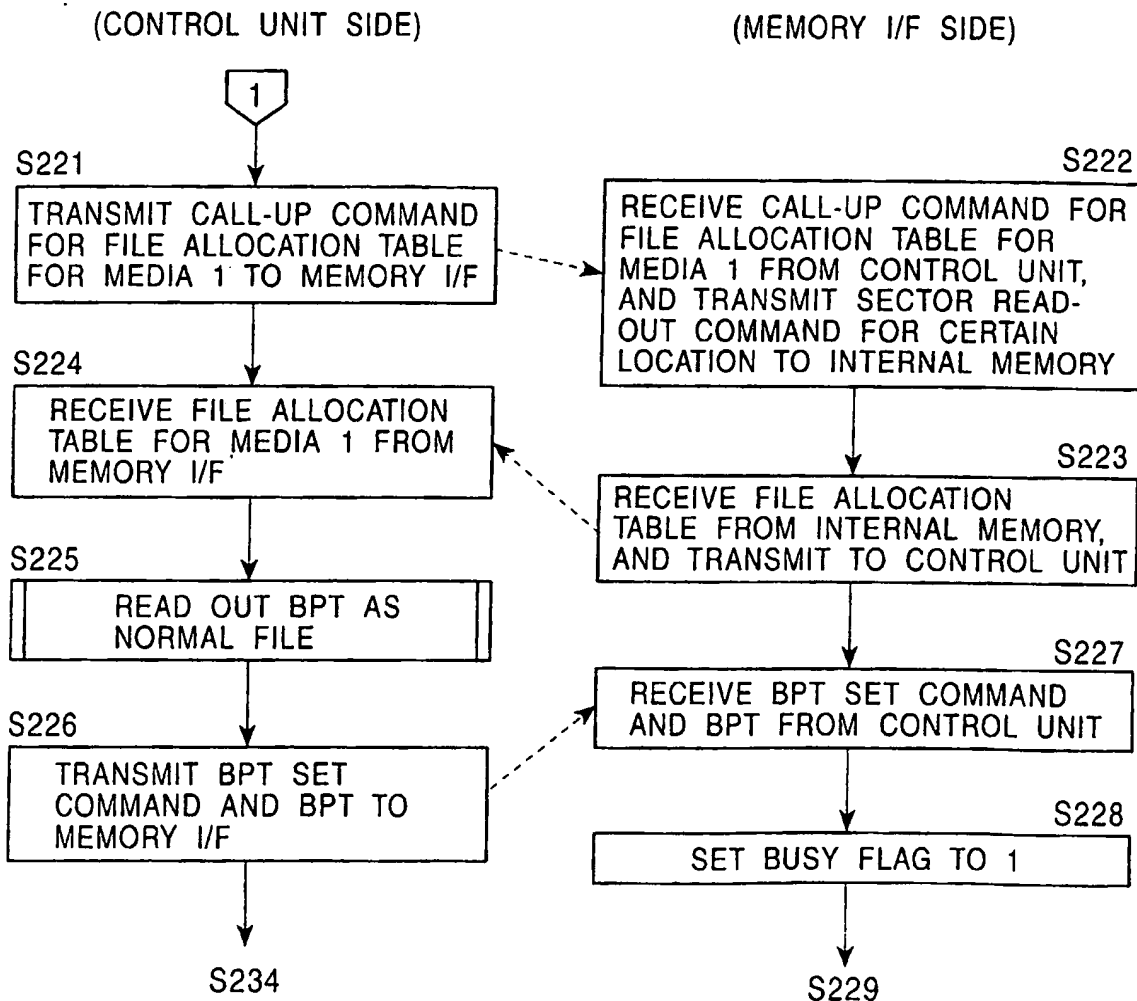 (CONTROL UNIT SIDE)
(MEMORY I/F SIDE)
1
S221
TRANSMIT CALL-UP COMMAND
FOR FILE ALLOCATION TABLE
FOR MEDIA 1 TO MEMORY I/F
S222
RECEIVE CALL-UP COMMAND FOR
FILE ALLOCATION TABLE FOR
MEDIA 1 FROM CONTROL UNIT,
AND TRANSMIT SECTOR READ-
OUT COMMAND FOR CERTAIN
LOCATION TO INTERNAL MEMORY
S224
RECEIVE FILE ALLOCATION
TABLE FOR MEDIA 1 FROM
MEMORY I/F
S223
RECEIVE FILE ALLOCATION
TABLE FROM INTERNAL MEMORY,
AND TRANSMIT TO CONTROL UNIT
S225
READ OUT BPT AS
NORMAL FILE
S227
RECEIVE BPT SET COMMAND
AND BPT FROM CONTROL UNIT
S226
TRANSMIT BPT SET
COMMAND AND BPT TO
MEMORY I/F
S228
SET BUSY FLAG TO 1
S234
S229